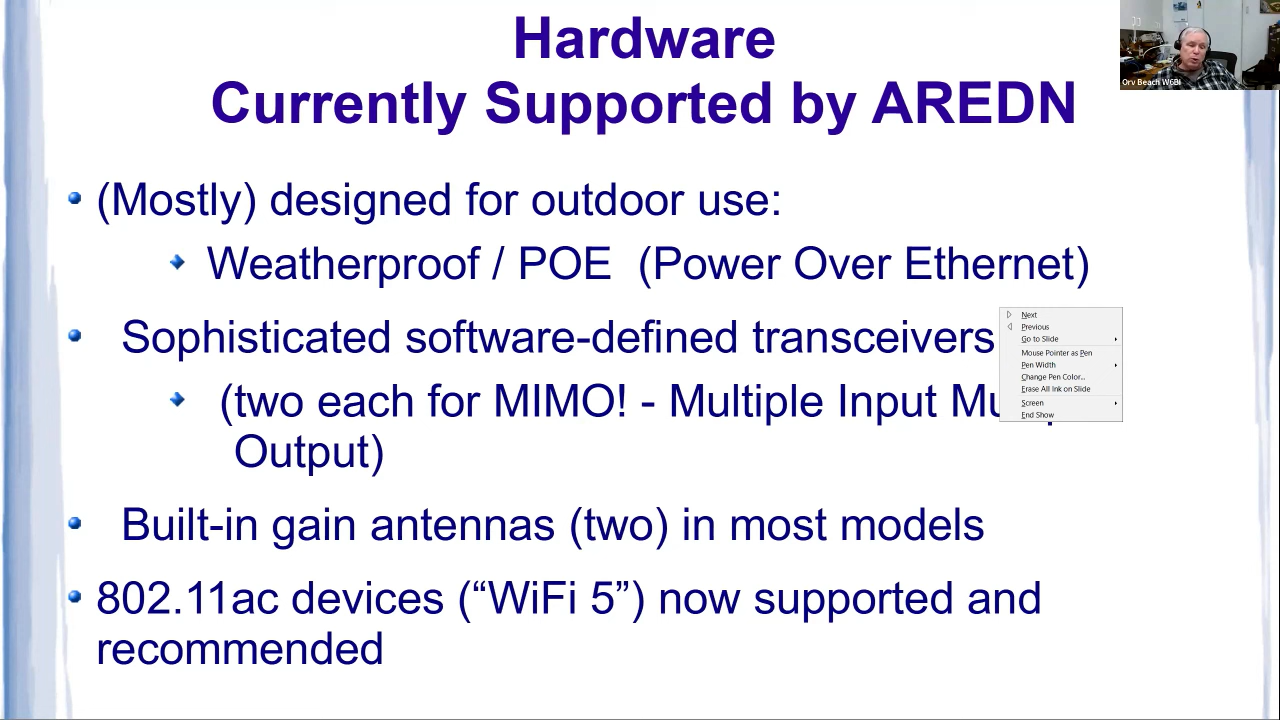 Hardware
Currently Supported by AREDN
Orv Beach W6BI
(Mostly) designed for outdoor use:
Weatherproof / POE (Power Over Ethernet)
Sophisticated software-defined transceivers
(two each for MIMO! - Multiple Input
Output)
Built-in gain antennas (two) in most models
802.11ac devices (“WiFi 5”) now supported and
recommended
Next
Previous
Go to Slide
Mouse Pointer as Pen
Pen Width
Change Pen Color...
Erase All Ink on Slide
Screen
End Show